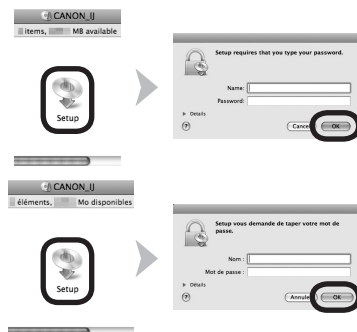 CANON_IJ
items, MB available
Setup
Setup requires that you type your password.
Name:
Password:
Details
?
Cancel
OK
CANON_IJ
éléments, Mo disponibles
Setup
Setup vous demande de taper votre mot de
passe.
Nom :
Mot de passe :
Détails
?
Annule
OK